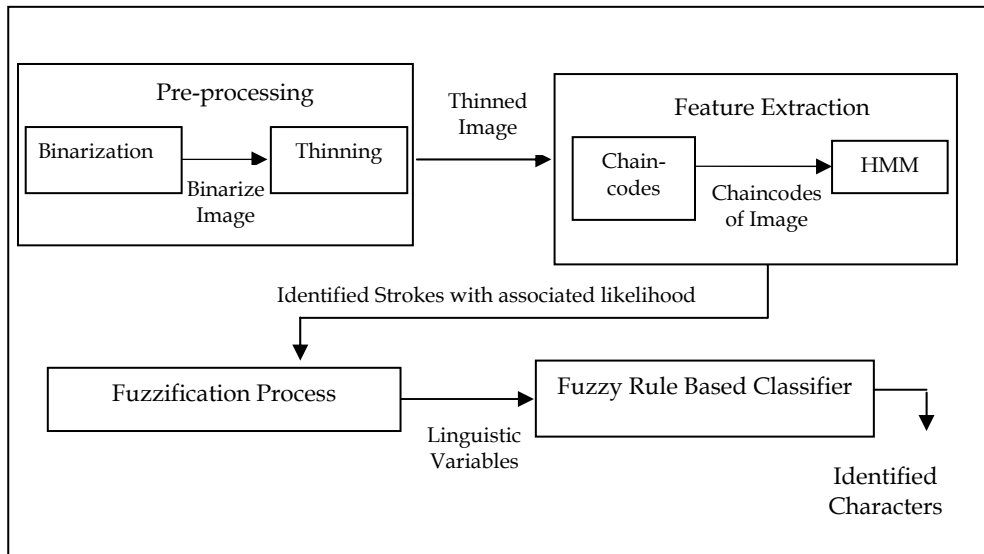 Pre-processing
Binarization
Thinning
Binarize
Image
Thinned
Image
Feature Extraction
Chain-
codes
HMM
Chaincodes
of Image
Identified Strokes with associated likelihood
Fuzzification Process
Linguistic
Variables
Fuzzy Rule Based Classifier
Identified
Characters